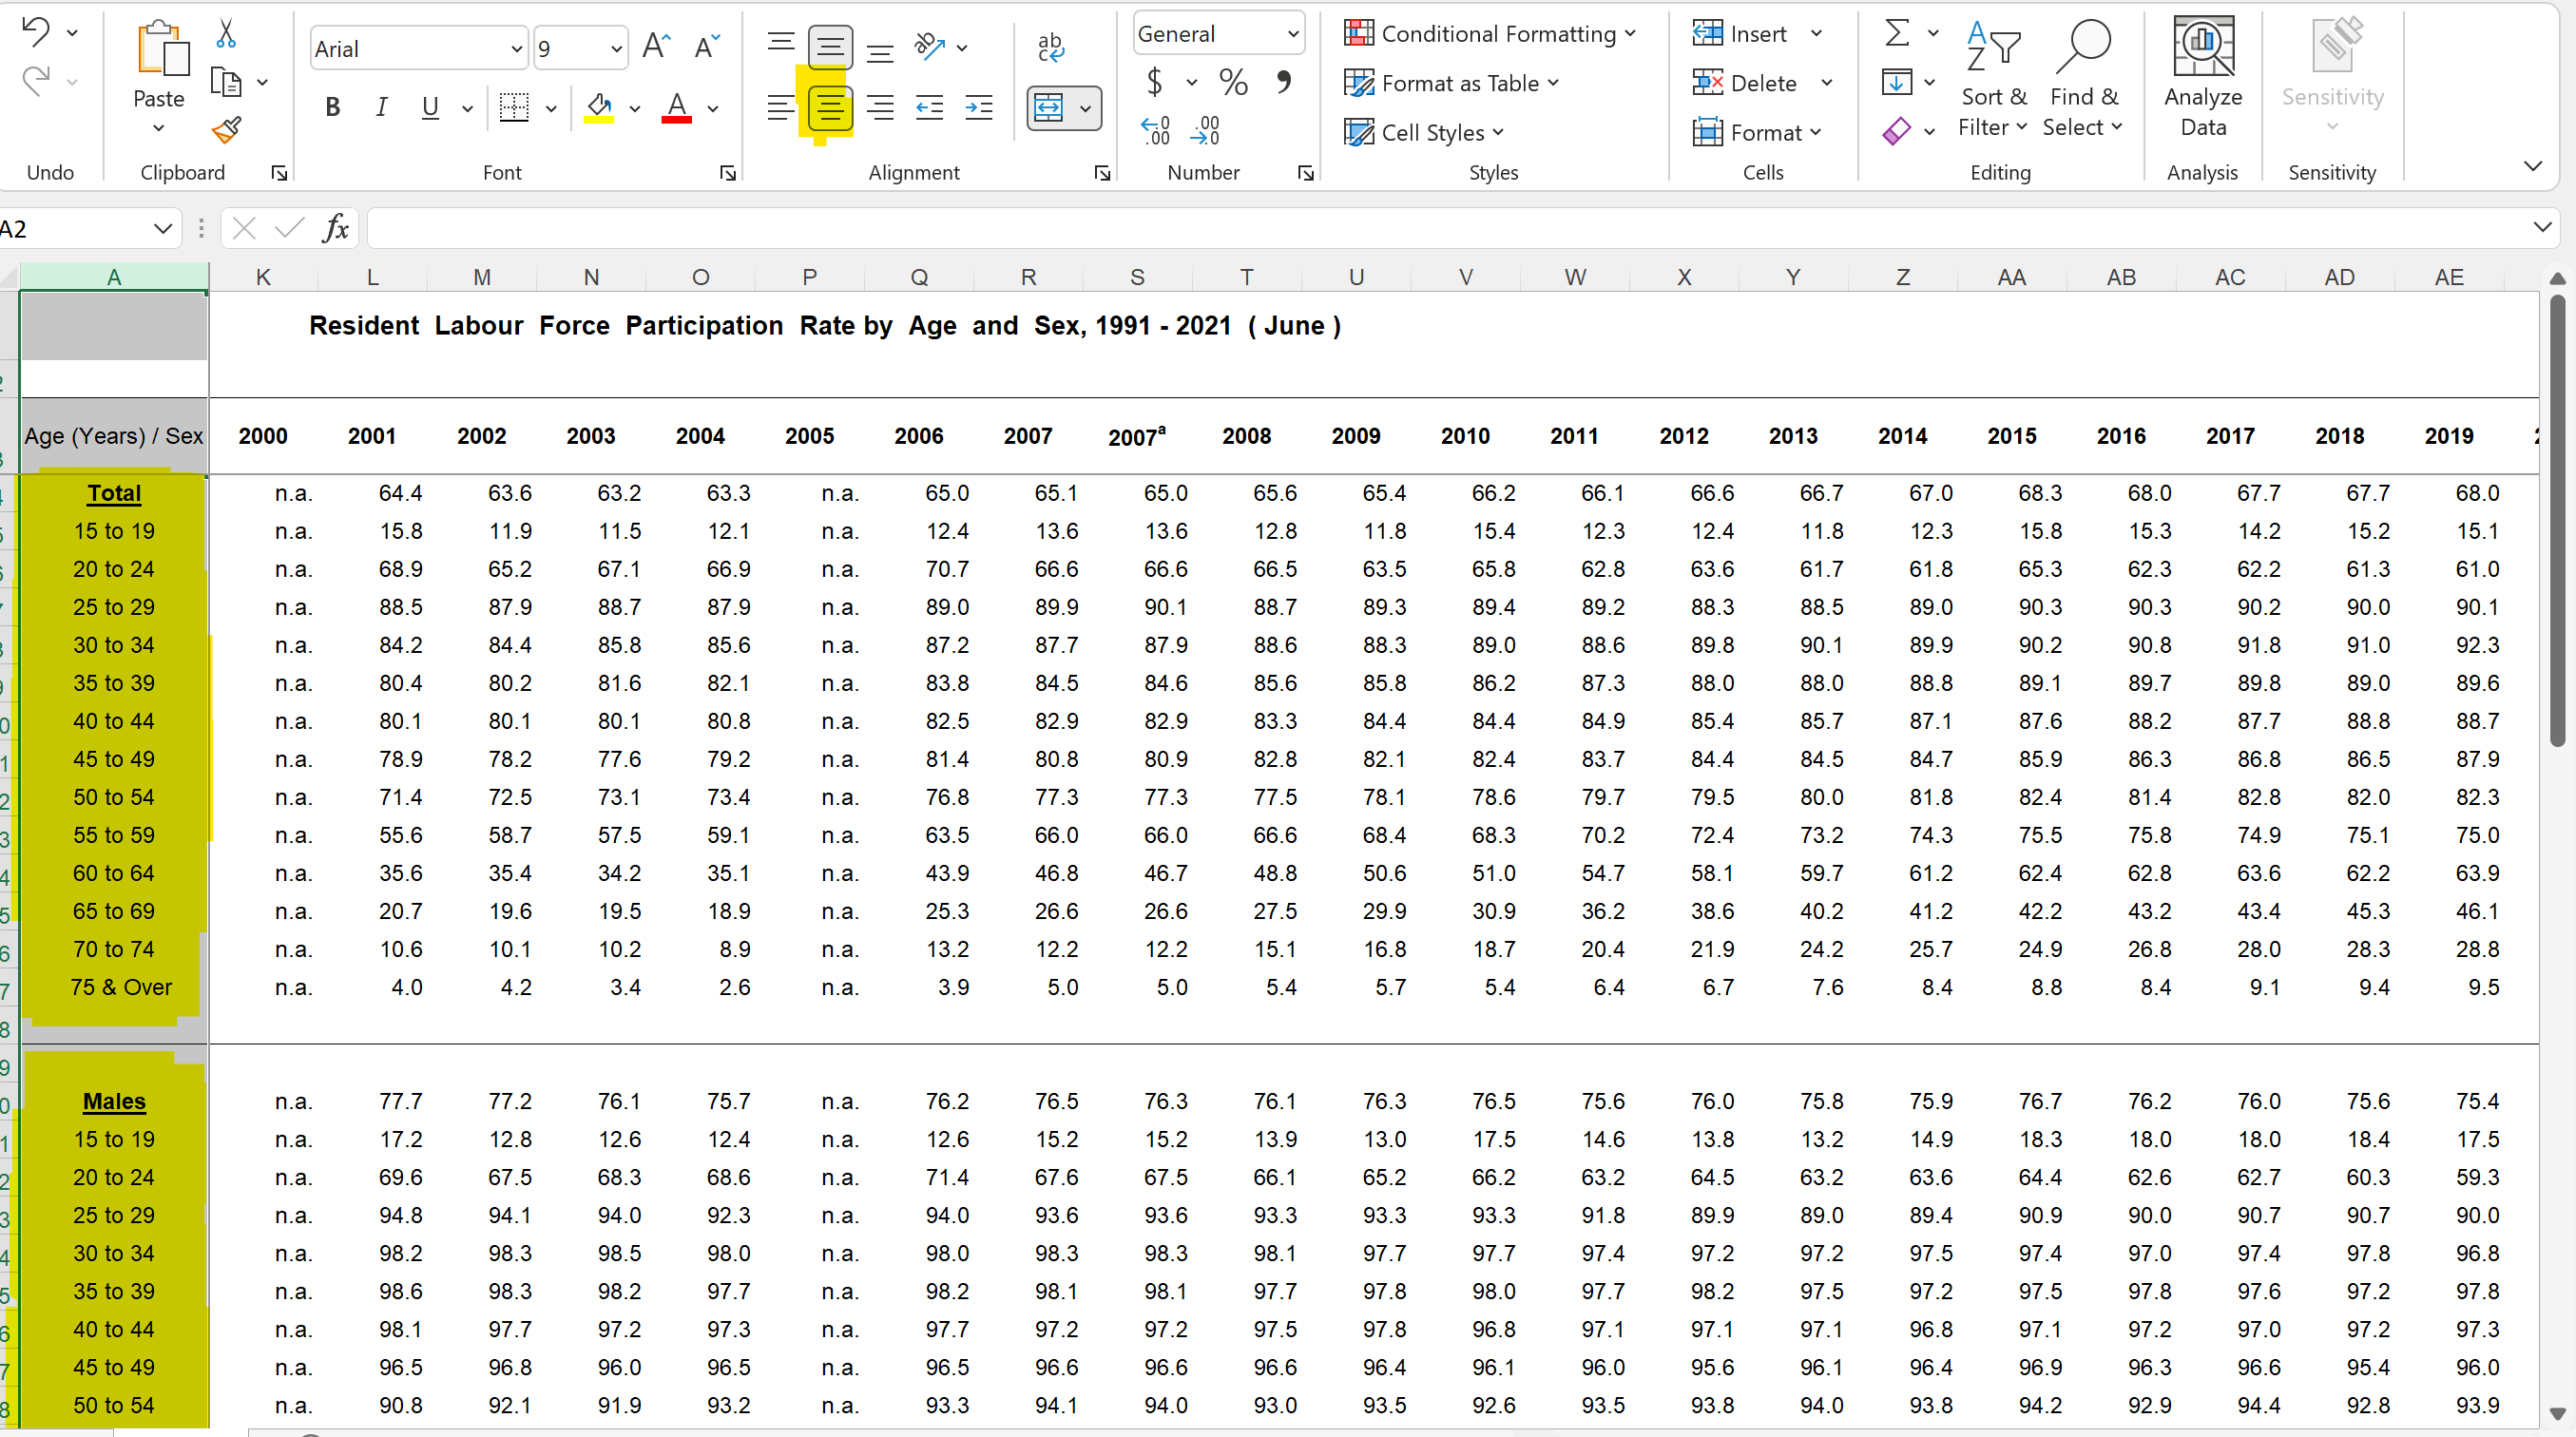 Paste
Undo
Clipboard
Arial
9
B I U A
Font
ab
Alignment
General
$ % 9
Number
Conditional Formatting
Format as Table
Cell Styles
Styles
Insert
Delete
Format
Cells
Sort & Filter
Find & Select
Editing
Analyze Data
Analysis
Sensitivity
Sensitivity
A2 fx
A K L M N O P Q R S T U V W X Y Z AA AB AC AD AE
Resident Labour Force Participation Rate by Age and Sex, 1991 - 2021 ( June )
Age (Years) / Sex 2000 2001 2002 2003 2004 2005 2006 2007 2007a 2008 2009 2010 2011 2012 2013 2014 2015 2016 2017 2018 2019
Total n.a. 64.4 63.6 63.2 63.3 n.a. 65.0 65.1 65.0 65.6 65.4 66.2 66.1 66.6 66.7 67.0 68.3 68.0 67.7 67.7 68.0
15 to 19 n.a. 15.8 11.9 11.5 12.1 n.a. 12.4 13.6 13.6 12.8 11.8 15.4 12.3 12.4 11.8 12.3 15.8 15.3 14.2 15.2 15.1
20 to 24 n.a. 68.9 65.2 67.1 66.9 n.a. 70.7 66.6 66.6 66.5 63.5 65.8 62.8 63.6 61.7 61.8 65.3 62.3 62.2 61.3 61.0
25 to 29 n.a. 88.5 87.9 88.7 87.9 n.a. 89.0 89.9 90.1 88.7 89.3 89.4 89.2 88.3 88.5 89.0 90.3 90.3 90.2 90.0 90.1
30 to 34 n.a. 84.2 84.4 85.8 85.6 n.a. 87.2 87.7 87.9 88.6 88.3 89.0 88.6 89.8 90.1 89.9 90.2 90.8 91.8 91.0 92.3
35 to 39 n.a. 80.4 80.2 81.6 82.1 n.a. 83.8 84.5 84.6 85.6 85.8 86.2 87.3 88.0 88.0 88.8 89.1 89.7 89.8 89.0 89.6
40 to 44 n.a. 80.1 80.1 80.1 80.8 n.a. 82.5 82.9 82.9 83.3 84.4 84.4 84.9 85.4 85.7 87.1 87.6 88.2 87.7 88.8 88.7
45 to 49 n.a. 78.9 78.2 77.6 79.2 n.a. 81.4 80.8 80.9 82.8 82.1 82.4 83.7 84.4 84.5 84.7 85.9 86.3 86.8 86.5 87.9
50 to 54 n.a. 71.4 72.5 73.1 73.4 n.a. 76.8 77.3 77.3 77.5 78.1 78.6 79.7 79.5 80.0 81.8 82.4 81.4 82.8 82.0 82.3
55 to 59 n.a. 55.6 58.7 57.5 59.1 n.a. 63.5 66.0 66.0 66.6 68.4 68.3 70.2 72.4 73.2 74.3 75.5 75.8 74.9 75.1 75.0
60 to 64 n.a. 35.6 35.4 34.2 35.1 n.a. 43.9 46.8 46.7 48.8 50.6 51.0 54.7 58.1 59.7 61.2 62.4 62.8 63.6 62.2 63.9
65 to 69 n.a. 20.7 19.6 19.5 18.9 n.a. 25.3 26.6 26.6 27.5 29.9 30.9 36.2 38.6 40.2 41.2 42.2 43.2 43.4 45.3 46.1
70 to 74 n.a. 10.6 10.1 10.2 8.9 n.a. 13.2 12.2 12.2 15.1 16.8 18.7 20.4 21.9 24.2 25.7 24.9 26.8 28.0 28.3 28.8
75 & Over n.a. 4.0 4.2 3.4 2.6 n.a. 3.9 5.0 5.0 5.4 5.7 5.4 6.4 6.7 7.6 8.4 8.8 8.4 9.1 9.4 9.5
Males n.a. 77.7 77.2 76.1 75.7 n.a. 76.2 76.5 76.3 76.1 76.3 76.5 75.6 76.0 75.8 75.9 76.7 76.2 76.0 75.6 75.4
15 to 19 n.a. 17.2 12.8 12.6 12.4 n.a. 12.6 15.2 15.2 13.9 13.0 17.5 14.6 13.8 13.2 14.9 18.3 18.0 18.0 18.4 17.5
20 to 24 n.a. 69.6 67.5 68.3 68.6 n.a. 71.4 67.6 67.5 66.1 65.2 66.2 63.2 64.5 63.2 63.6 64.4 62.6 62.7 60.3 59.3
25 to 29 n.a. 94.8 94.1 94.0 92.3 n.a. 94.0 93.6 93.6 93.3 93.3 93.3 91.8 89.9 89.0 89.4 90.9 90.0 90.7 90.7 90.0
30 to 34 n.a. 98.2 98.3 98.5 98.0 n.a. 98.0 98.3 98.3 98.1 97.7 97.7 97.4 97.2 97.2 97.5 97.4 97.0 97.4 97.8 96.8
35 to 39 n.a. 98.6 98.3 98.2 97.7 n.a. 98.2 98.1 98.1 97.7 97.8 98.0 97.7 98.2 97.5 97.2 97.5 97.8 97.6 97.2 97.8
40 to 44 n.a. 98.1 97.7 97.2 97.3 n.a. 97.7 97.2 97.2 97.5 97.8 96.8 97.1 97.1 97.1 96.8 97.1 97.2 97.0 97.2 97.3
45 to 49 n.a. 96.5 96.8 96.0 96.5 n.a. 96.5 96.6 96.6 96.6 96.4 96.1 96.0 95.6 96.1 96.4 96.9 96.3 96.6 95.4 96.0
50 to 54 n.a. 90.8 92.1 91.9 93.2 n.a. 93.3 94.1 94.0 93.0 93.5 92.6 93.5 93.8 94.0 93.8 94.2 92.9 94.4 92.8 93.9